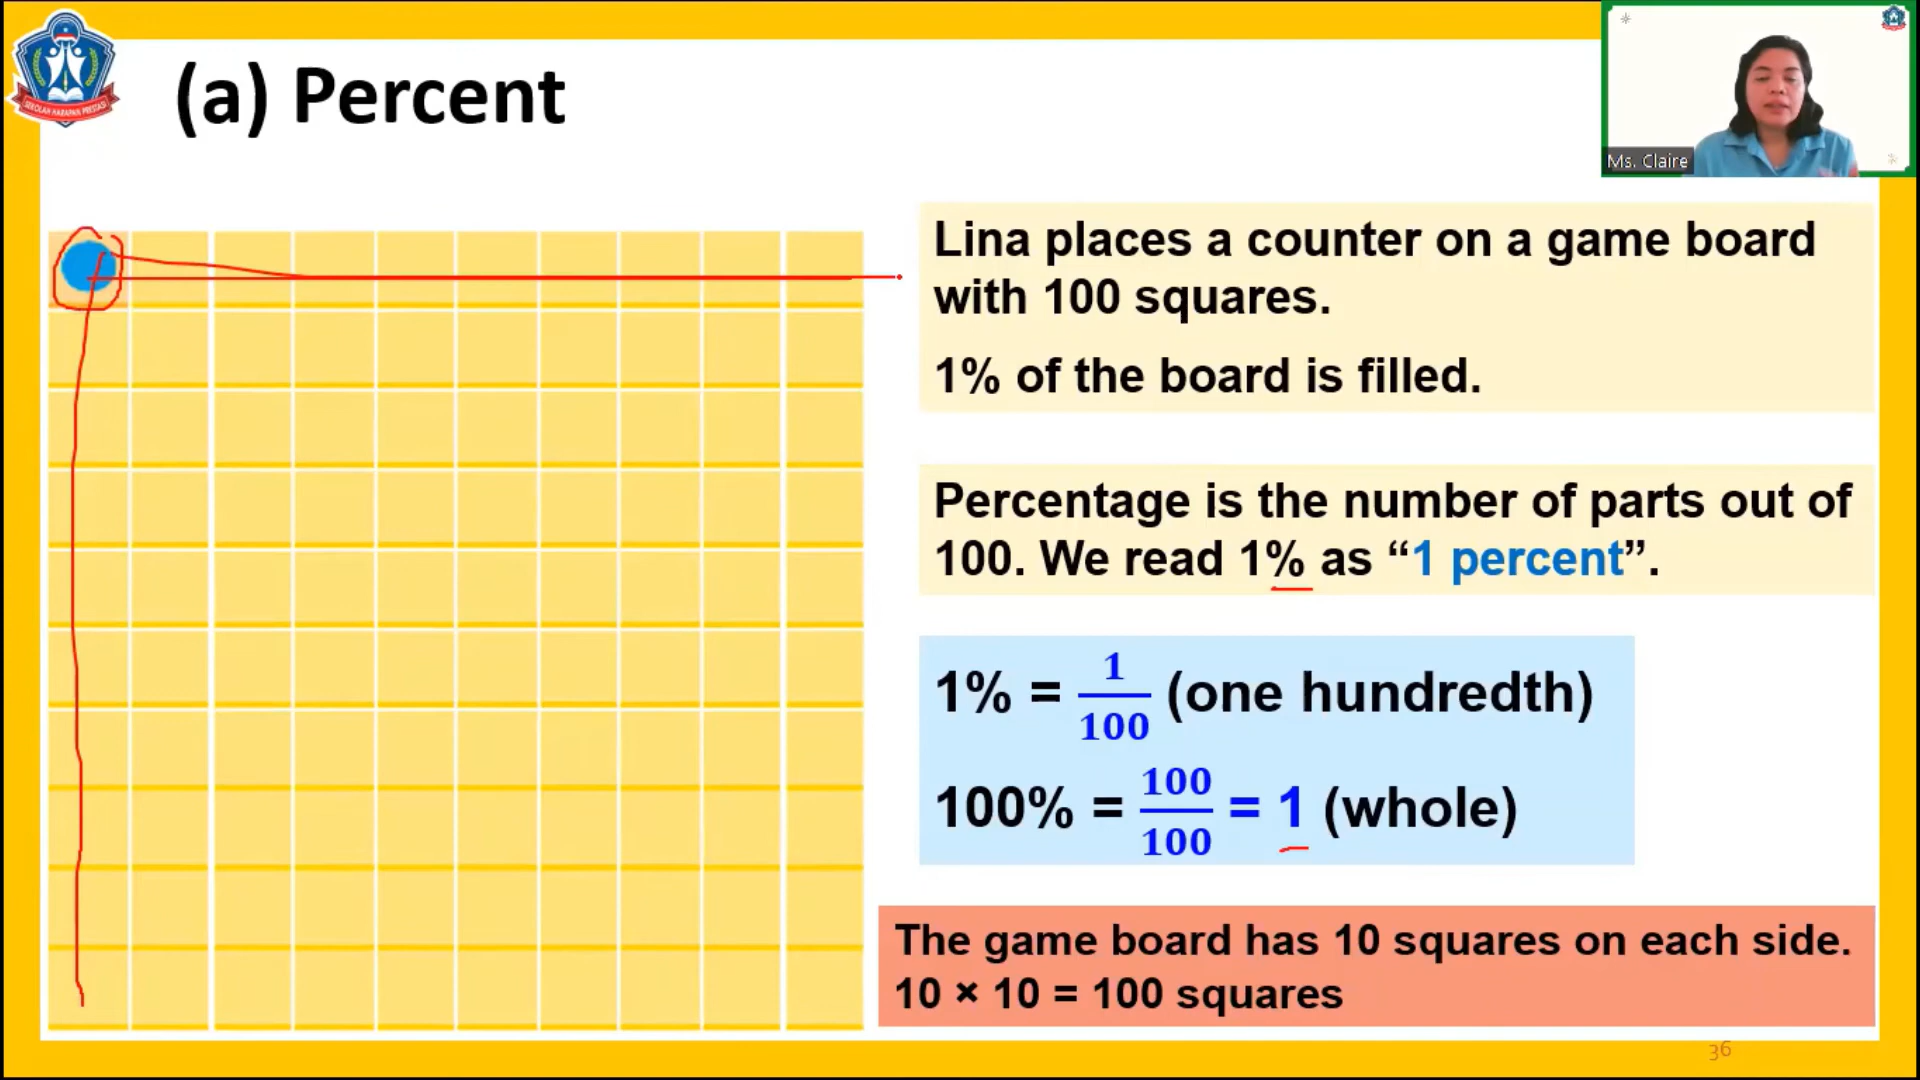 SEKOLAH HARAPAN PRESTASI
(a) Percent
Ms. Claire
Lina places a counter on a game board
with 100 squares.
1% of the board is filled.
Percentage is the number of parts out of
100. We read 1% as “1 percent”.
1% = 1/100 (one hundredth)
100% = 100/100 = 1 (whole)
The game board has 10 squares on each side.
10 × 10 = 100 squares
36